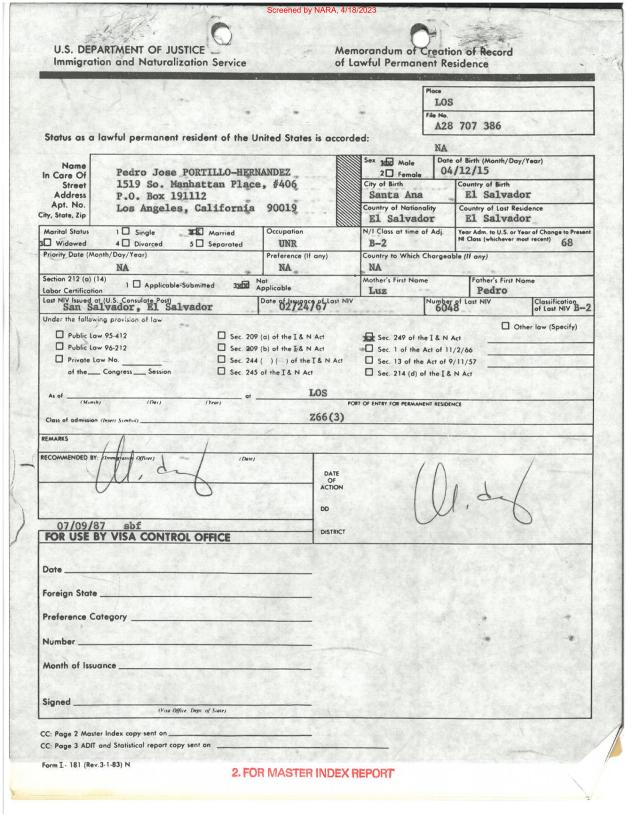 Screened by NARA, 4/18/2023
U.S. DEPARTMENT OF JUSTICE
Immigration and Naturalization Service
Memorandum of Creation of Record
of Lawful Permanent Residence
Place
LOS
File No.
A28 707 386
Status as a lawful permanent resident of the United States is accorded:
NA
Name
In Care Of
Street
Address
Apt. No.
City, State, Zip
Pedro Jose PORTILLO-HERNANDEZ
1519 So. Manhattan Place, #406
P.O. Box 191112
Los Angeles, California 90019
Sex 1 Male
2 Female
Date of Birth (Month/Day/Year)
04/12/15
City of Birth
Santa Ana
Country of Birth
El Salvador
Country of Nationality
El Salvador
Country of Last Residence
El Salvador
Marital Status 1 Single Married
3 Widowed 4 Divorced 5 Separated
Occupation
UNR
N/I Class at time of Adj.
B-2
Year Adm. to U.S. or Year of Change to Present
NI Class (whichever most recent) 68
Priority Date (Month/Day/Year)
NA
Preference (If any)
NA
Country to Which Chargeable (If any)
NA
Section 212 (a) (14)
Labor Certification
1 Applicable-Submitted
Not
Applicable
Mother's First Name
Luz
Father's First Name
Pedro
Last NIV Issued at (U.S. Consulate Post)
San Salvador, El Salvador
Date of Issuance of Last NIV
02/24/67
Number of Last NIV
6048
Classification
of Last NIV B-2
Under the following provision of law
Public Law 95-412
Public Law 96-212
Private Law No.
of the Congress, Session
Sec. 209 (a) of the I & N Act
Sec. 209 (b) of the I & N Act
Sec. 244 ( ) ( ) of the I & N Act
Sec. 245 of the I & N Act
Sec. 249 of the I & N Act
Sec. 1 of the Act of 11/2/66
Sec. 13 of the Act of 9/11/57
Sec. 214 (d) of the I & N Act
Other law (Specify)
As of at LOS
(Month) (Day) (Year) PORT OF ENTRY FOR PERMANENT RESIDENCE
Class of admission (Insert Symbol) Z66(3)
REMARKS
RECOMMENDED BY: (Immigration Officer) (Date)
DATE
OF
ACTION
DD
DISTRICT
07/09/87 sbf
FOR USE BY VISA CONTROL OFFICE
Date
Foreign State
Preference Category
Number
Month of Issuance
Signed
(Visa Office, Dept. of State)
CC: Page 2 Master Index copy sent on
CC: Page 3 ADIT and Statistical report copy sent on
Form I - 181 (Rev.3-1-83) N
2. FOR MASTER INDEX REPORT